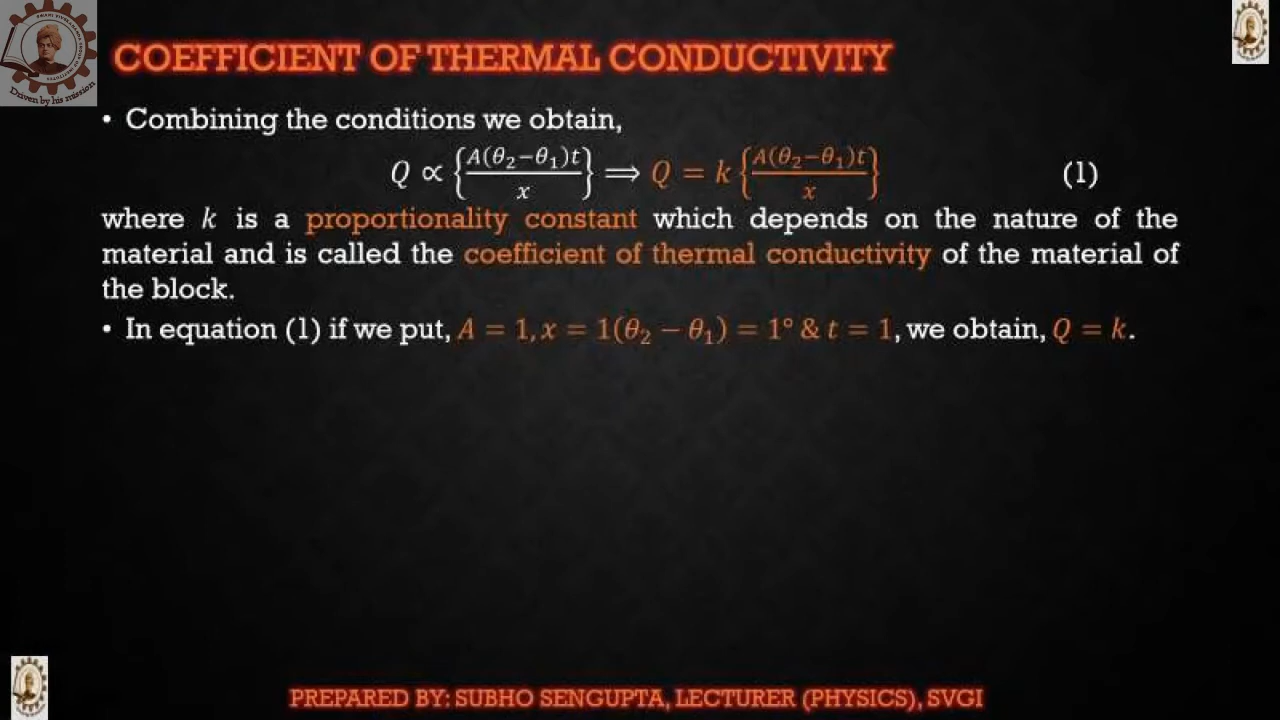 COEFFICIENT OF THERMAL CONDUCTIVITY
Driven by his mission
• Combining the conditions we obtain,
Q ∝ {A(θ₂−θ₁)t / x} ⟹ Q = k {A(θ₂−θ₁)t / x} (1)
where k is a proportionality constant which depends on the nature of the
material and is called the coefficient of thermal conductivity of the material of
the block.
• In equation (1) if we put, A = 1, x = 1(θ₂ − θ₁) = 1° & t = 1, we obtain, Q = k.
PREPARED BY: SUBHO SENGUPTA, LECTURER (PHYSICS), SVGI